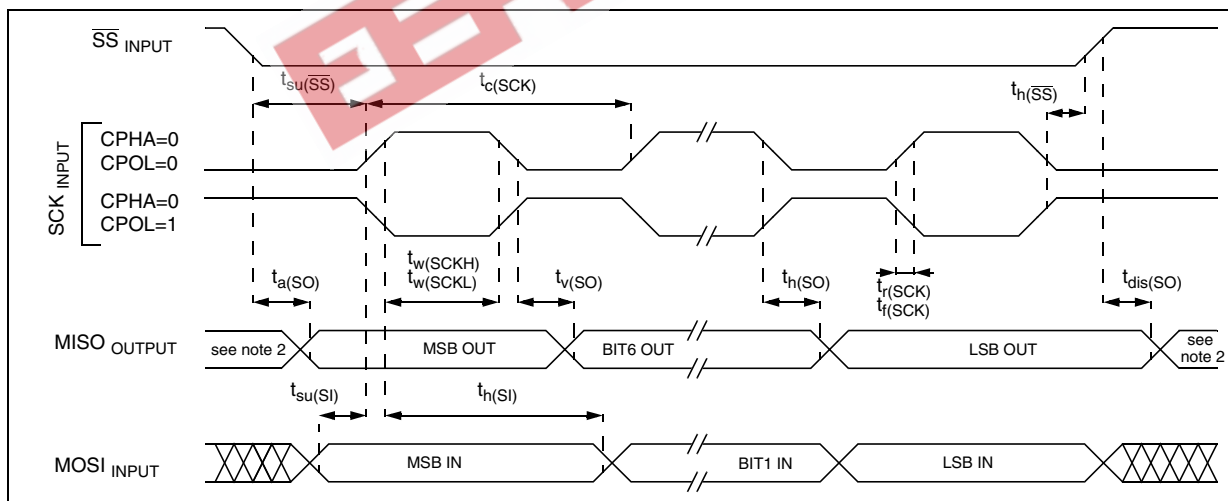 SS INPUT
tsu(SS)
tc(SCK)
th(SS)
SCK INPUT
CPHA=0
CPOL=0
CPHA=0
CPOL=1
ta(SO)
tw(SCKH)
tw(SCKL)
tv(SO)
th(SO)
tr(SCK)
tf(SCK)
tdis(SO)
MISO OUTPUT
see note 2
MSB OUT
BIT6 OUT
LSB OUT
see
note 2
tsu(SI)
th(SI)
MOSI INPUT
MSB IN
BIT1 IN
LSB IN